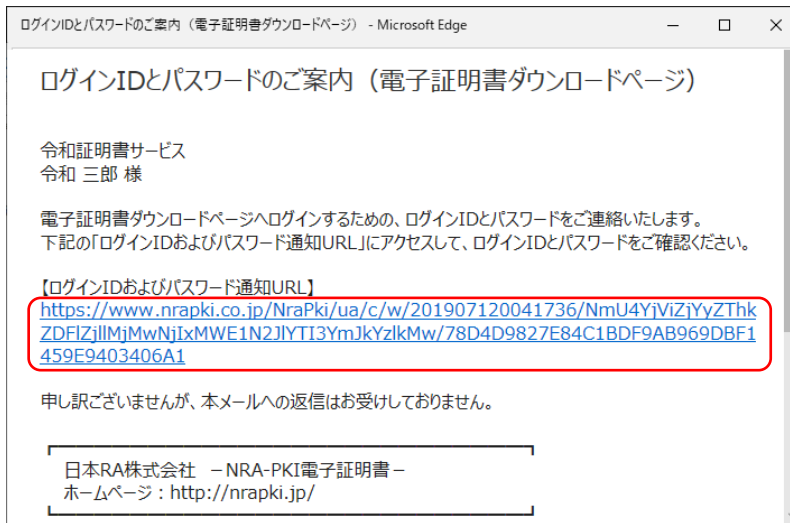 ログインIDとパスワードのご案内（電子証明書ダウンロードページ） - Microsoft Edge
ログインIDとパスワードのご案内（電子証明書ダウンロードページ）
令和証明書サービス
令和 三郎 様
電子証明書ダウンロードページへログインするための、ログインIDとパスワードをご連絡いたします。
下記の「ログインIDおよびパスワード通知URL」にアクセスして、ログインIDとパスワードをご確認ください。
【ログインIDおよびパスワード通知URL】
https://www.nrapki.co.jp/NraPki/ua/c/w/201907120041736/NmU4YjViZjYyZThk
ZDFlZjllMjMwNjIxMWE1N2JlYTI3YmJkYzlkMw/78D4D9827E84C1BDF9AB969DBF1
459E9403406A1
申し訳ございませんが、本メールへの返信はお受けしておりません。
日本RA株式会社 －NRA-PKI電子証明書－
ホームページ：http://nrapki.jp/